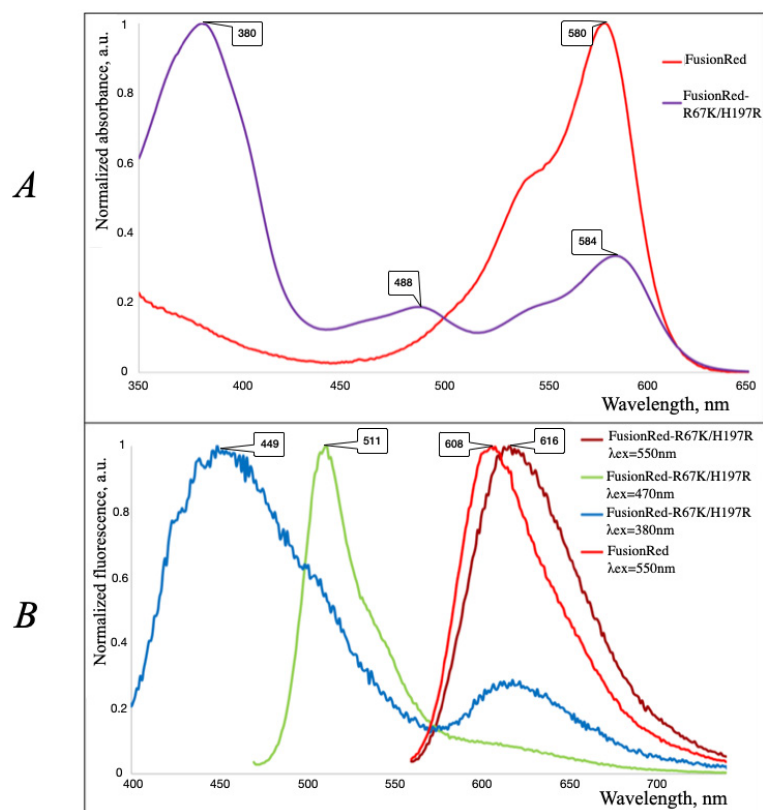 A
Normalized absorbance, a.u.
1
0.8
0.6
0.4
0.2
0
350
400
450
500
550
600
650
Wavelength, nm
380
488
580
584
FusionRed
FusionRed-
R67K/H197R
B
Normalized fluorescence, a.u.
1
0.8
0.6
0.4
0.2
0
400
450
500
550
600
700
Wavelength, nm
449
511
608
616
FusionRed-R67K/H197R
λex=550nm
FusionRed-R67K/H197R
λex=470nm
FusionRed-R67K/H197R
λex=380nm
FusionRed
λex=550nm